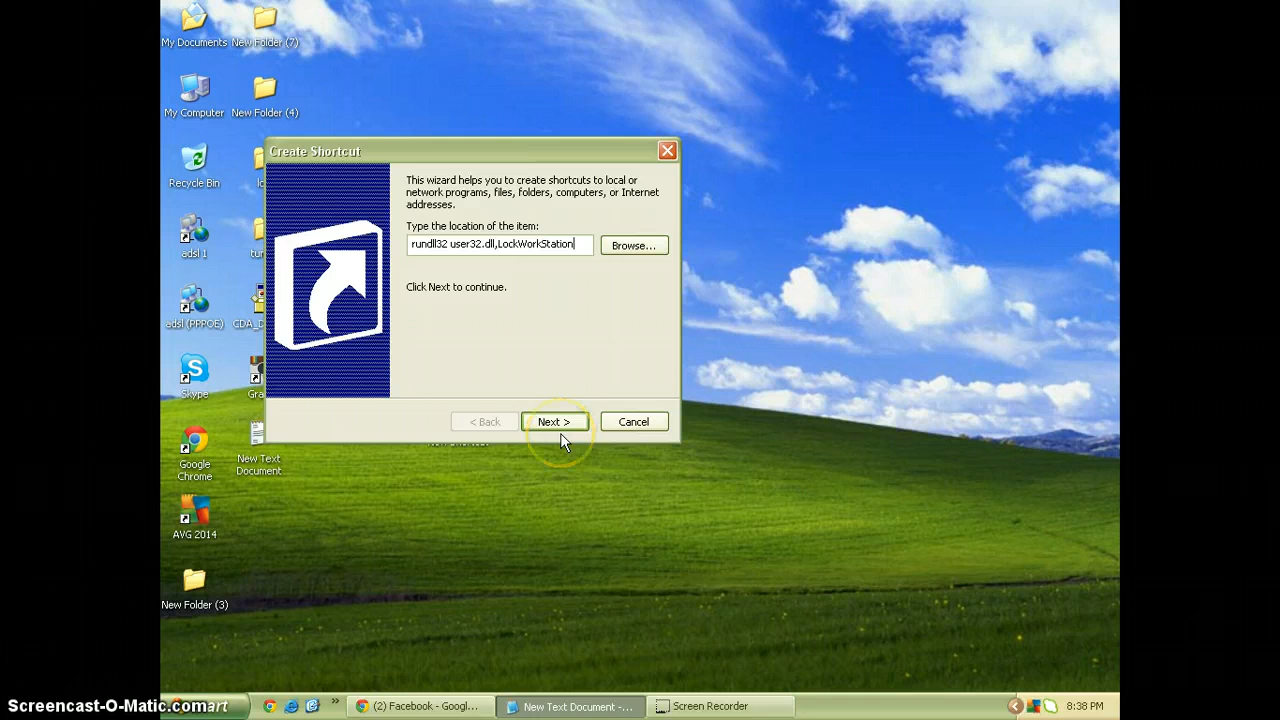 My Documents
New Folder (7)
My Computer
New Folder (4)
Recycle Bin
adsl 1
adsl (PPPOE)
CDA_D
Skype
Gra
Google
Chrome
New Text
Document
AVG 2014
New Folder (3)
Create Shortcut
This wizard helps you to create shortcuts to local or
network programs, files, folders, computers, or Internet
addresses.
Type the location of the item:
rundll32 user32.dll,LockWorkStation
Browse...
Click Next to continue.
< Back
Next >
Cancel
Screencast-O-Matic.com
art
»
(2) Facebook - Googl...
New Text Document -...
Screen Recorder
8:38 PM